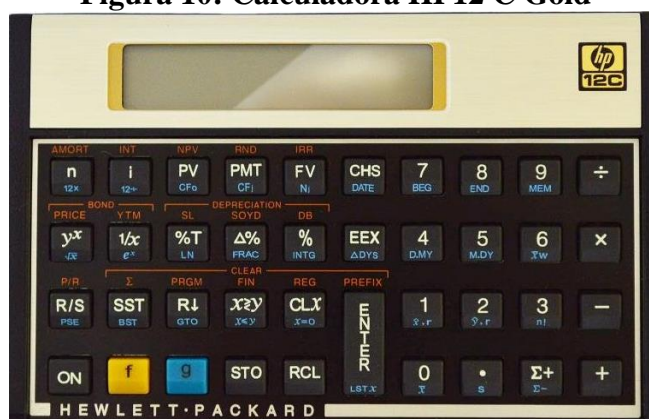 Figura 10: Calculadora HP12 C Gold
hp
12C
AMORT INT NPV RND IRR
n i PV PMT FV CHS 7 8 9 ÷
12× 12÷ CFo CFj Nj DATE BEG END MEM
BOND DEPRECIATION
PRICE YTM SL SOYD DB
yˣ 1/x %T Δ% % EEX 4 5 6 ×
√x eˣ LN FRAC INTG ΔDYS D.MY M.DY x̄w
CLEAR
P/R Σ PRGM FIN REG PREFIX
R/S SST R↓ x≷y CLX ENTER 1 2 3 −
PSE BST GTO x≤y x=0 x̂,r ŷ,r n!
ON f g STO RCL 0 • Σ+ +
LST x x̄ s Σ−
HEWLETT·PACKARD